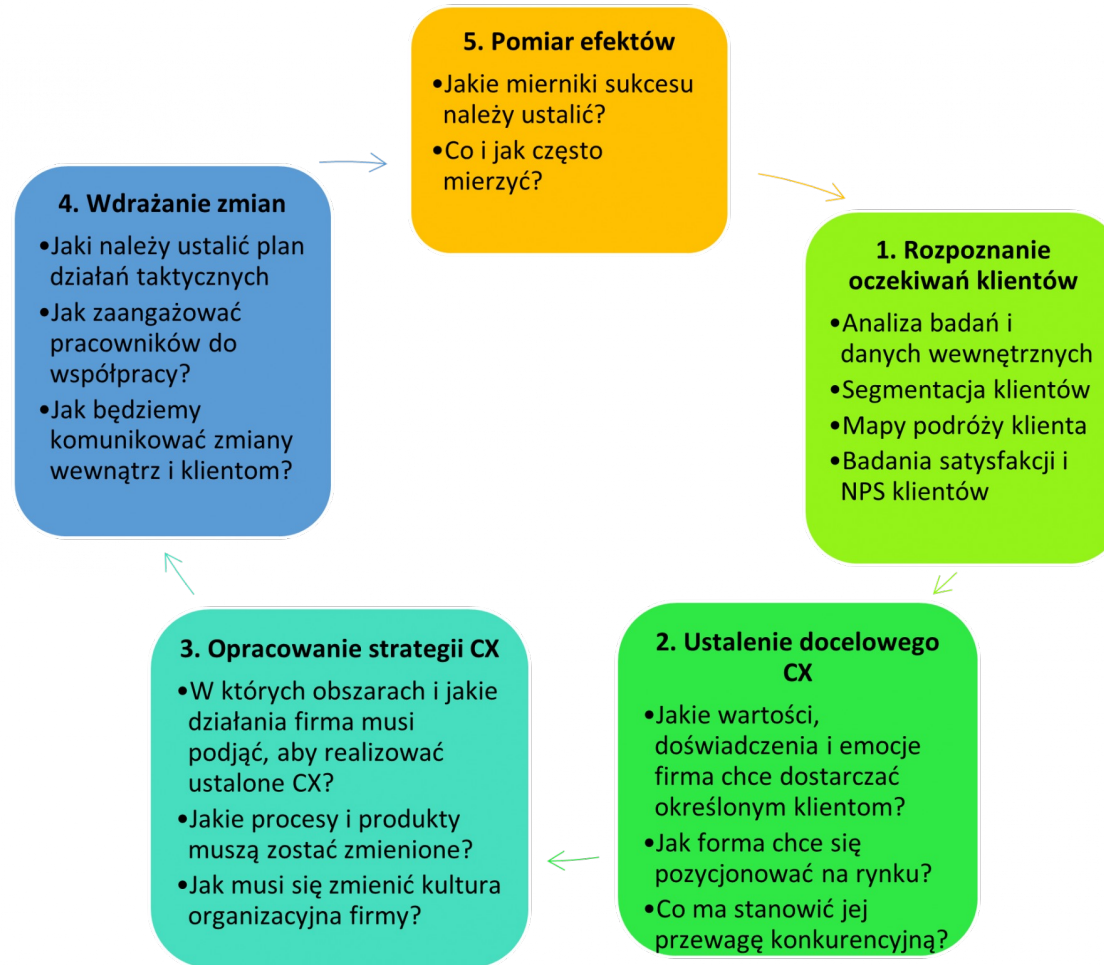 5. Pomiar efektów
•Jakie mierniki sukcesu
należy ustalić?
•Co i jak często
mierzyć?
1. Rozpoznanie
oczekiwań klientów
•Analiza badań i
danych wewnętrznych
•Segmentacja klientów
•Mapy podróży klienta
•Badania satysfakcji i
NPS klientów
2. Ustalenie docelowego
CX
•Jakie wartości,
doświadczenia i emocje
firma chce dostarczać
określonym klientom?
•Jak forma chce się
pozycjonować na rynku?
•Co ma stanowić jej
przewagę konkurencyjną?
3. Opracowanie strategii CX
•W których obszarach i jakie
działania firma musi
podjąć, aby realizować
ustalone CX?
•Jakie procesy i produkty
muszą zostać zmienione?
•Jak musi się zmienić kultura
organizacyjna firmy?
4. Wdrażanie zmian
•Jaki należy ustalić plan
działań taktycznych
•Jak zaangażować
pracowników do
współpracy?
•Jak będziemy
komunikować zmiany
wewnątrz i klientom?